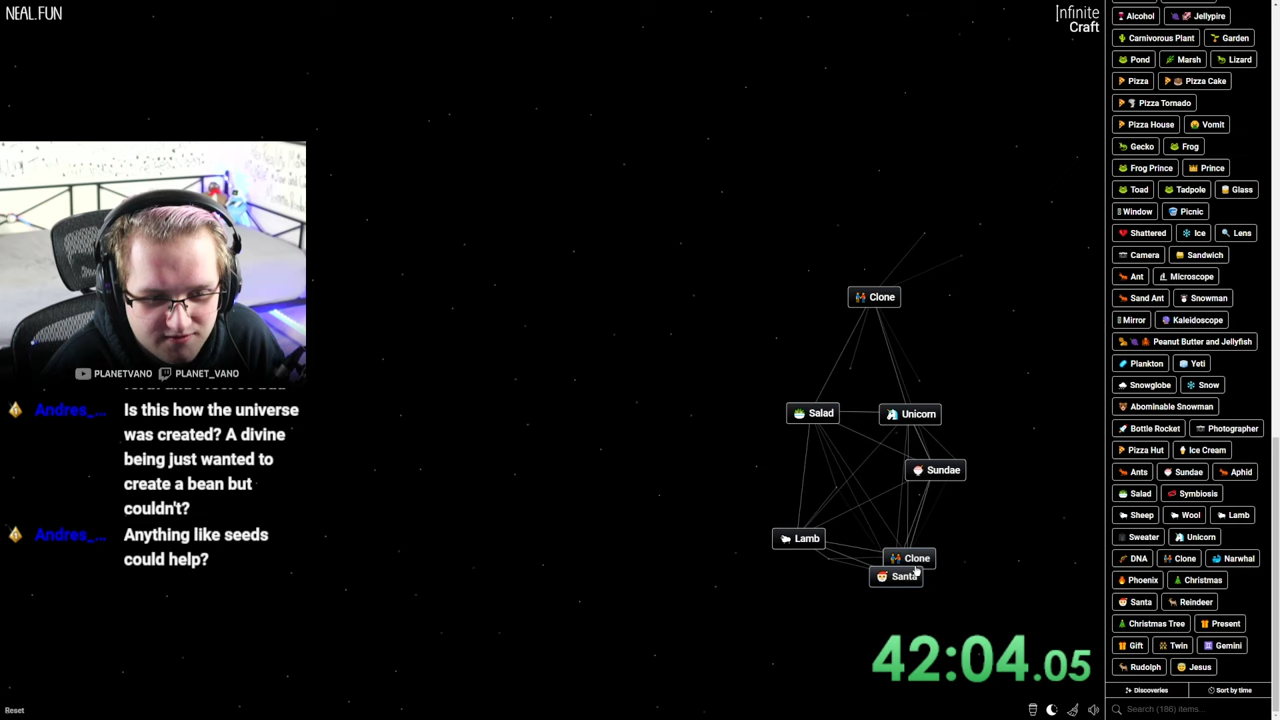 NEAL.FUN
Infinite
Craft
PLANETVANO PLANET_VANO
Andres_... Is this how the universe
was created? A divine
being just wanted to
create a bean but
couldn't?
Andres_... Anything like seeds
could help?
Clone
Salad Unicorn
Sundae
Lamb
Clone
Santa
42:04.05
Reset
Alcohol Jellypire
Carnivorous Plant Garden
Pond Marsh Lizard
Pizza Pizza Cake
Pizza Tornado
Pizza House Vomit
Gecko Frog
Frog Prince Prince
Toad Tadpole Glass
Window Picnic
Shattered Ice Lens
Camera Sandwich
Ant Microscope
Sand Ant Snowman
Mirror Kaleidoscope
Peanut Butter and Jellyfish
Plankton Yeti
Snowglobe Snow
Abominable Snowman
Bottle Rocket Photographer
Pizza Hut Ice Cream
Ants Sundae Aphid
Salad Symbiosis
Sheep Wool Lamb
Sweater Unicorn
DNA Clone Narwhal
Phoenix Christmas
Santa Reindeer
Christmas Tree Present
Gift Twin Gemini
Rudolph Jesus
Discoveries Sort by time
Search (186) items...